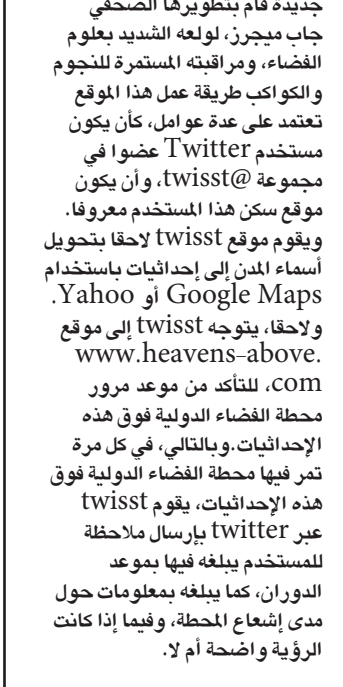 جديدة قام بتطويرها الصحفي
جاب ميجرز، لولعه الشديد بعلوم
الفضاء، ومراقبته المستمرة للنجوم
والكواكب طريقة عمل هذا الموقع
تعتمد على عدة عوامل، كأن يكون
مستخدم Twitter عضوا في
مجموعة @twisst، وأن يكون
موقع سكن هذا المستخدم معروفا.
ويقوم موقع twisst لاحقا بتحويل
أسماء المدن إلى إحداثيات باستخدام
Google Maps أو Yahoo.
ولاحقا، يتوجه twisst إلى موقع
www.heavens-above.
com، للتأكد من موعد مرور
محطة الفضاء الدولية فوق هذه
الإحداثيات.وبالتالي، في كل مرة
تمر فيها محطة الفضاء الدولية فوق
هذه الإحداثيات، يقوم twisst
عبر twitter بإرسال ملاحظة
للمستخدم يبلغه فيها بموعد
الدوران، كما يبلغه بمعلومات حول
مدى إشعاع المحطة، وفيما إذا كانت
الرؤية واضحة أم لا.